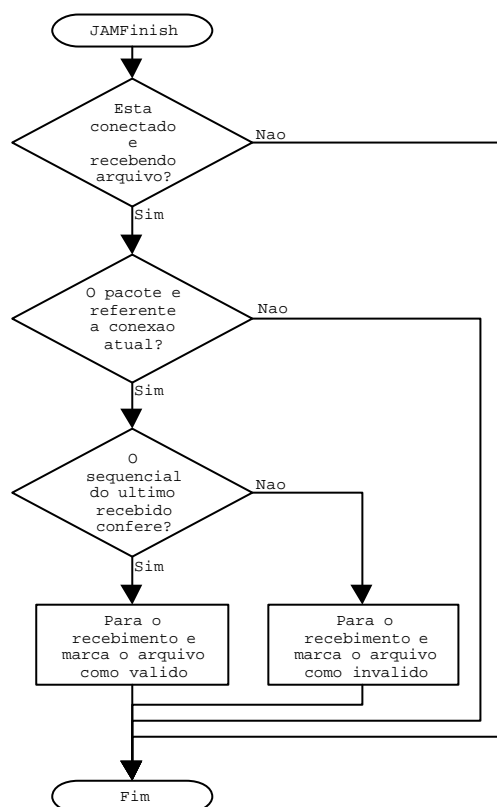 JAMFinish
Esta
conectado
e
recebendo
arquivo?
Nao
Sim
O pacote e
referente
a conexao
atual?
Nao
Sim
O
sequencial
do ultimo
recebido
confere?
Nao
Sim
Para o
recebimento e
marca o arquivo
como valido
Para o
recebimento e
marca o arquivo
como invalido
Fim